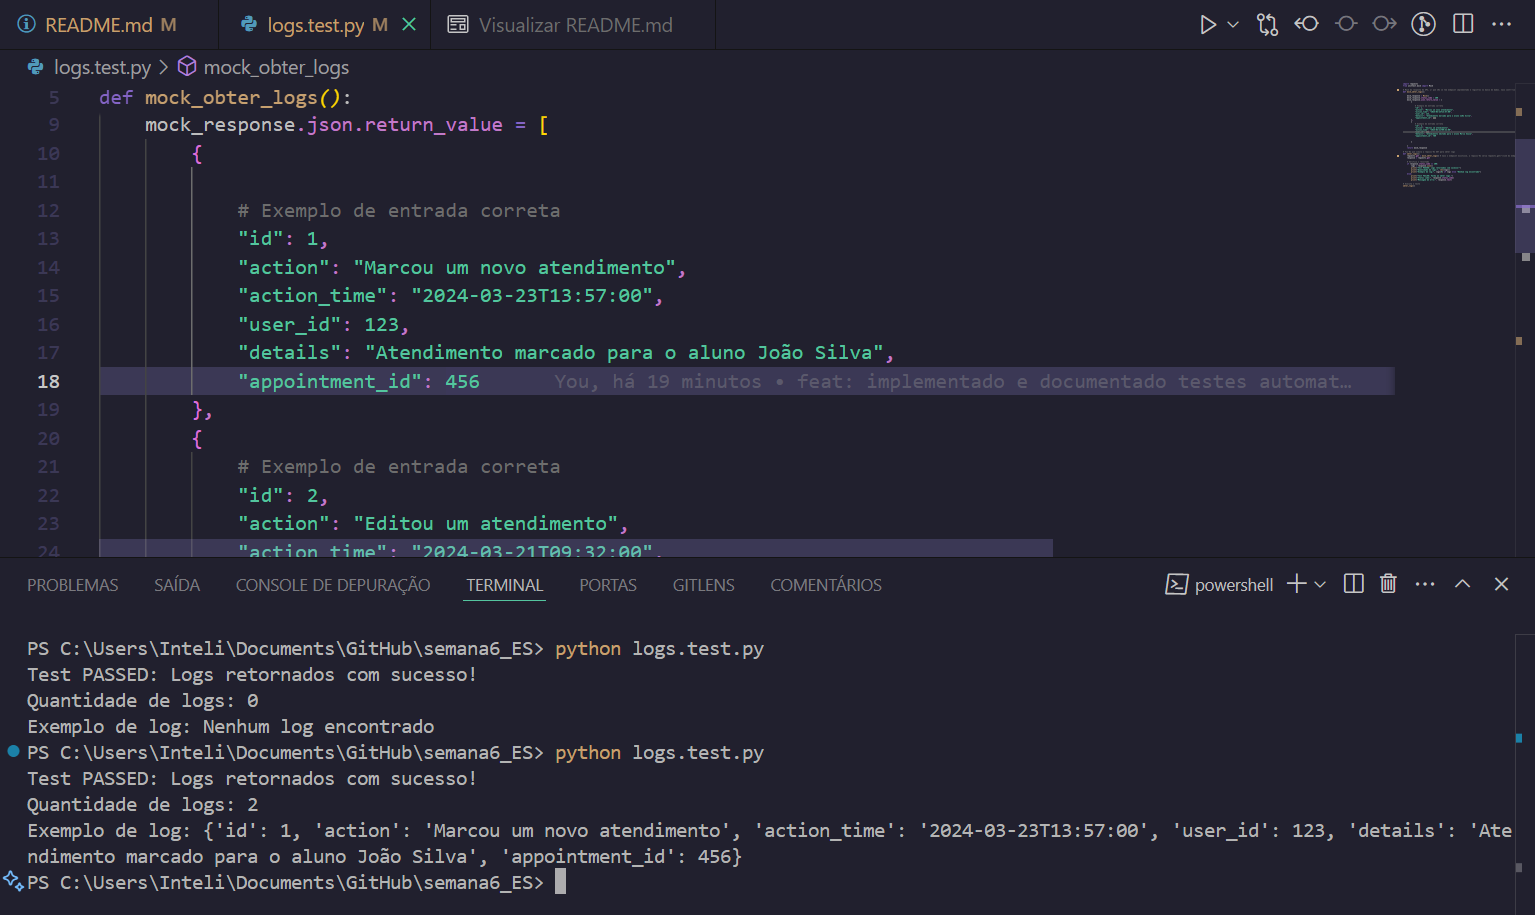 README.md M
logs.test.py M
Visualizar README.md
logs.test.py > mock_obter_logs
5 def mock_obter_logs():
9 mock_response.json.return_value = [
10 {
11
12 # Exemplo de entrada correta
13 "id": 1,
14 "action": "Marcou um novo atendimento",
15 "action_time": "2024-03-23T13:57:00",
16 "user_id": 123,
17 "details": "Atendimento marcado para o aluno João Silva",
18 "appointment_id": 456 You, há 19 minutos • feat: implementado e documentado testes automat…
19 },
20 {
21 # Exemplo de entrada correta
22 "id": 2,
23 "action": "Editou um atendimento",
24 "action_time": "2024-03-21T09:32:00",
PROBLEMAS SAÍDA CONSOLE DE DEPURAÇÃO TERMINAL PORTAS GITLENS COMENTÁRIOS
powershell
PS C:\Users\Inteli\Documents\GitHub\semana6_ES> python logs.test.py
Test PASSED: Logs retornados com sucesso!
Quantidade de logs: 0
Exemplo de log: Nenhum log encontrado
PS C:\Users\Inteli\Documents\GitHub\semana6_ES> python logs.test.py
Test PASSED: Logs retornados com sucesso!
Quantidade de logs: 2
Exemplo de log: {'id': 1, 'action': 'Marcou um novo atendimento', 'action_time': '2024-03-23T13:57:00', 'user_id': 123, 'details': 'Ate
ndimento marcado para o aluno João Silva', 'appointment_id': 456}
PS C:\Users\Inteli\Documents\GitHub\semana6_ES>